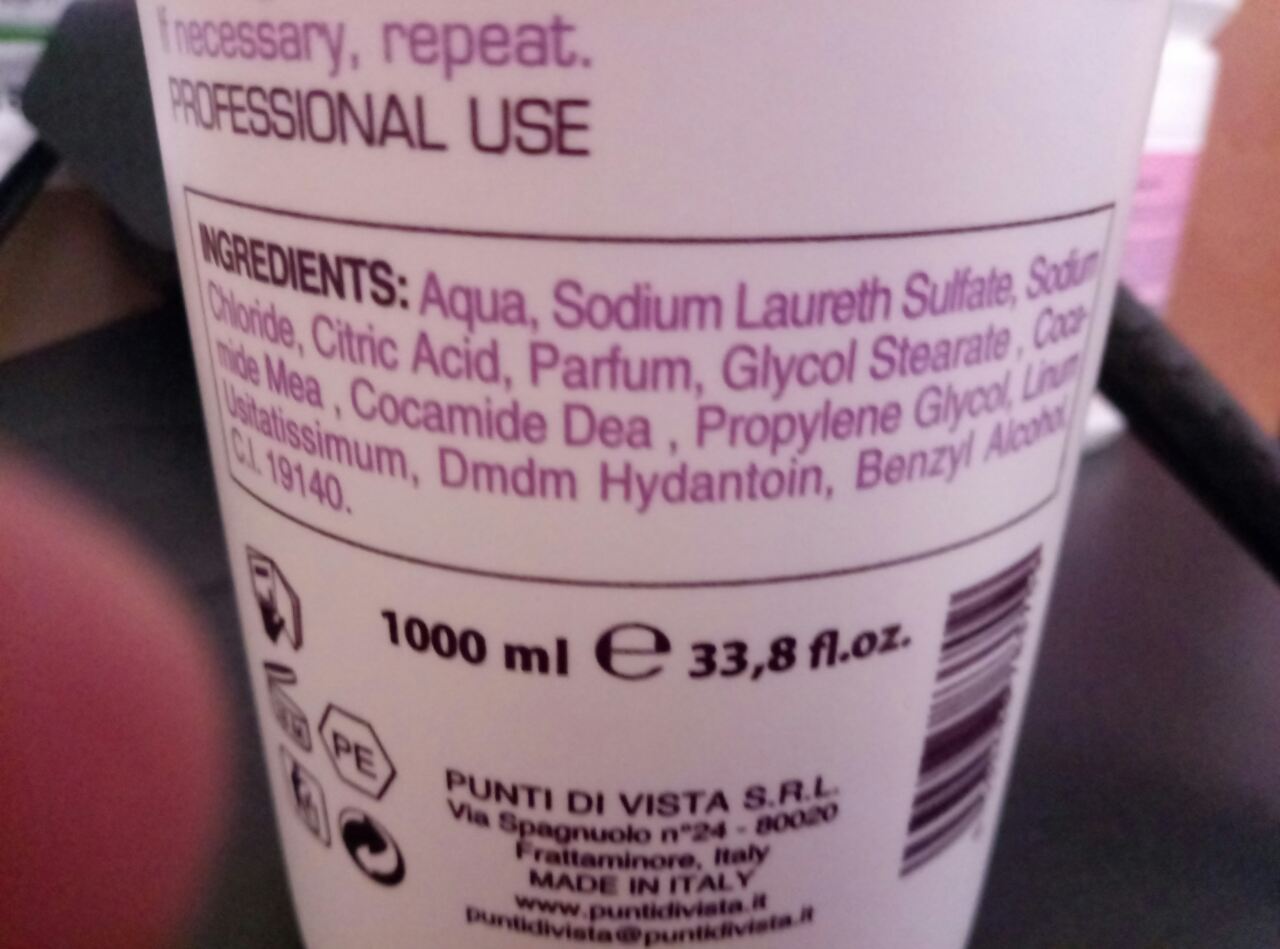 If necessary, repeat.
PROFESSIONAL USE
INGREDIENTS: Aqua, Sodium Laureth Sulfate, Sodium
Chloride, Citric Acid, Parfum, Glycol Stearate , Coca-
mide Mea , Cocamide Dea , Propylene Glycol, Linum
Usitatissimum, Dmdm Hydantoin, Benzyl Alcohol,
C.I. 19140.
1000 ml e 33,8 fl.oz.
PE
PUNTI DI VISTA S.R.L.
Via Spagnuolo n°24 - 80020
Frattaminore, Italy
MADE IN ITALY
www.puntidivista.it
puntidivista@puntidivista.it